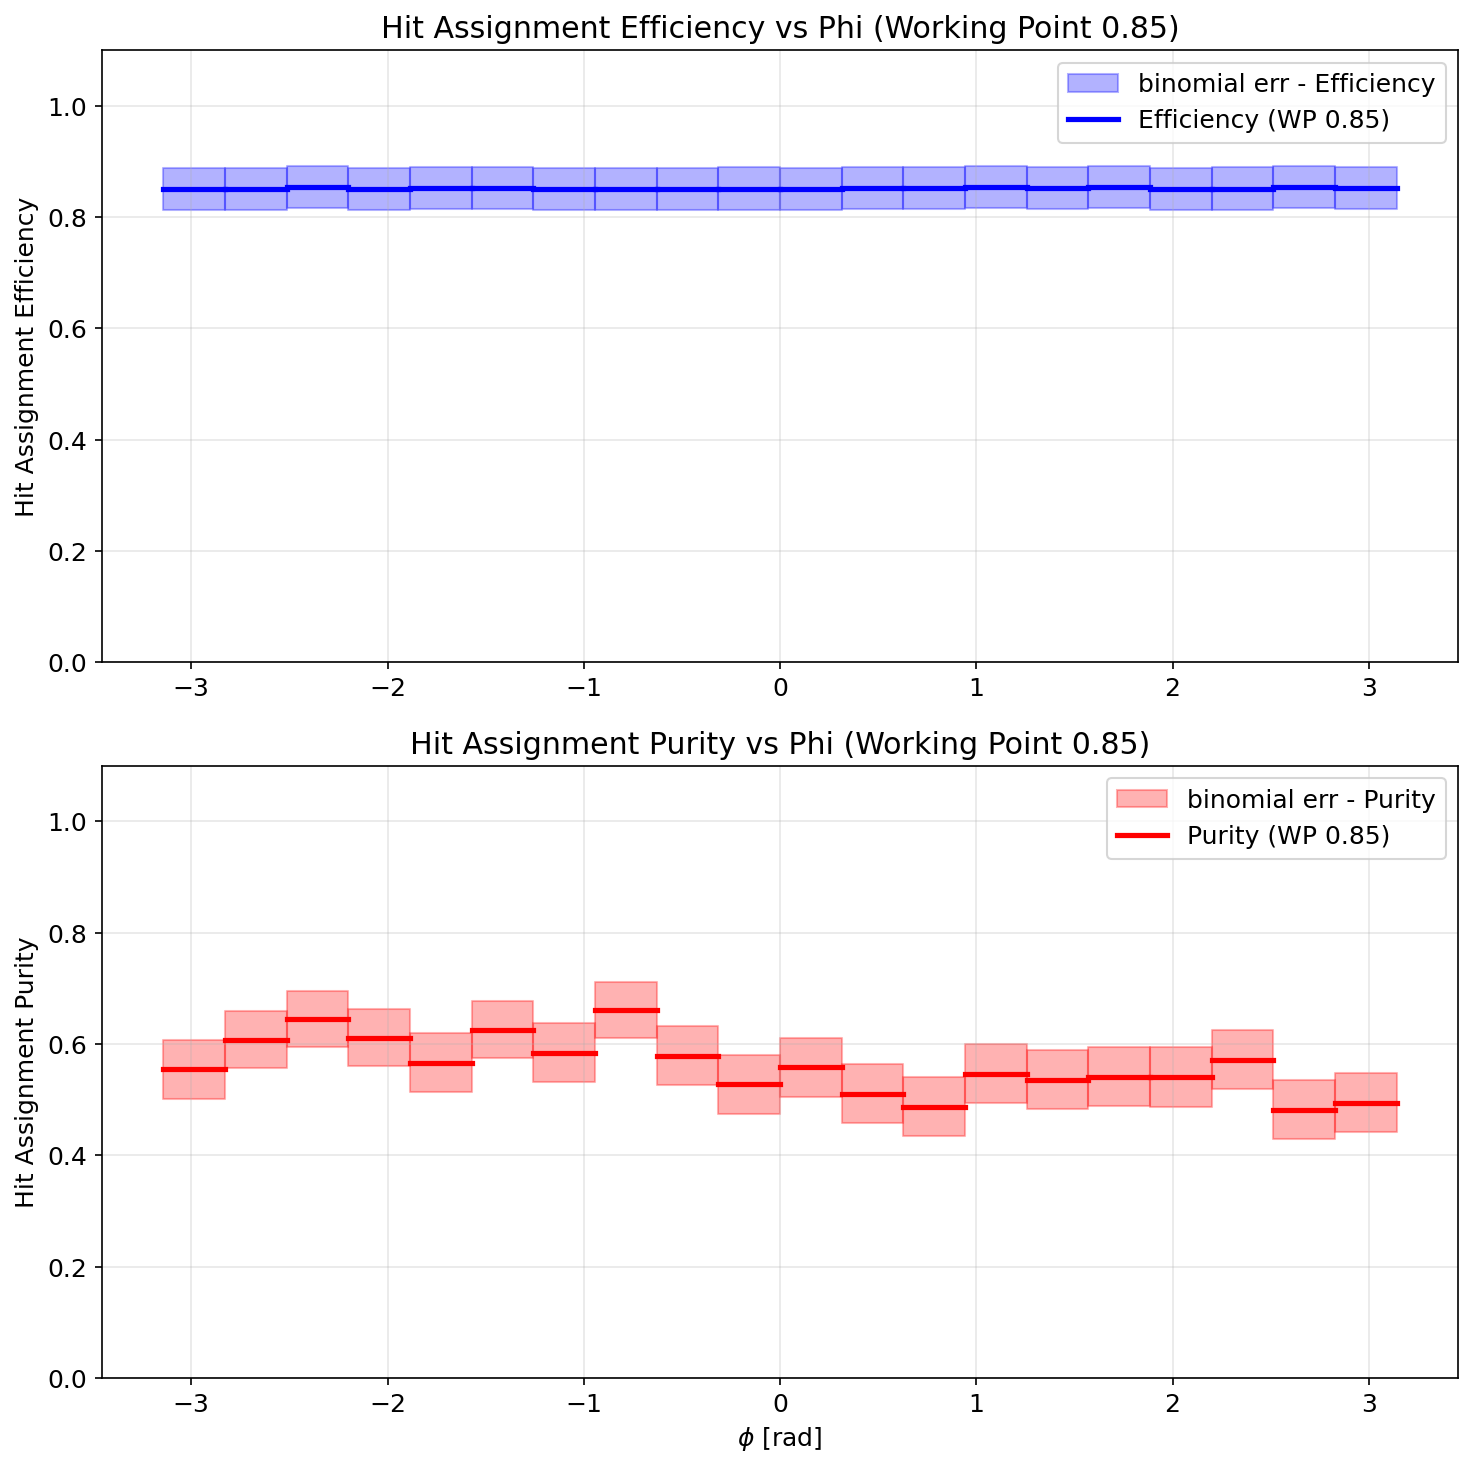 Hit Assignment Efficiency vs Phi (Working Point 0.85)
binomial err - Efficiency
Efficiency (WP 0.85)
Hit Assignment Efficiency
1.0
0.8
0.6
0.4
0.2
0.0
−3 −2 −1 0 1 2 3
Hit Assignment Purity vs Phi (Working Point 0.85)
binomial err - Purity
Purity (WP 0.85)
Hit Assignment Purity
1.0
0.8
0.6
0.4
0.2
0.0
−3 −2 −1 0 1 2 3
ϕ [rad]